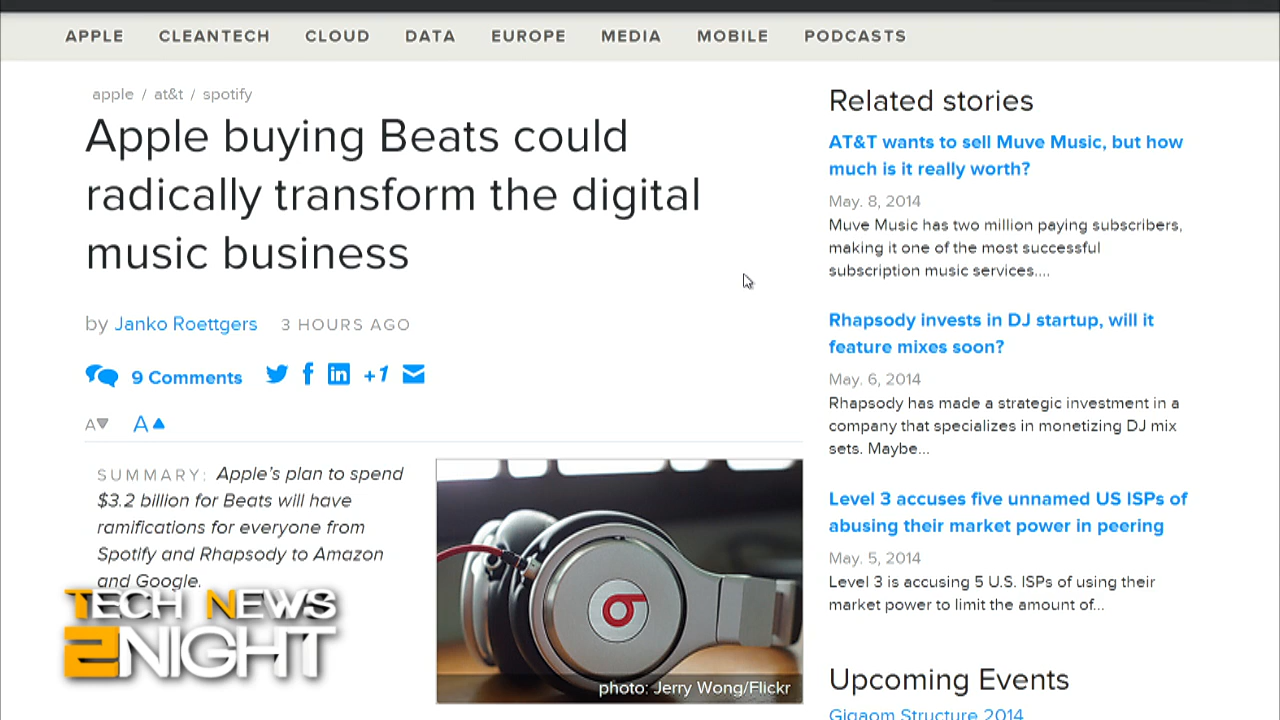 APPLE CLEANTECH CLOUD DATA EUROPE MEDIA MOBILE PODCASTS
apple / at&t / spotify
Apple buying Beats could
radically transform the digital
music business
by Janko Roettgers 3 HOURS AGO
9 Comments +1
A A
SUMMARY: Apple's plan to spend
$3.2 billion for Beats will have
ramifications for everyone from
Spotify and Rhapsody to Amazon
and Google.
photo: Jerry Wong/Flickr
TECH NEWS
2NIGHT
Related stories
AT&T wants to sell Muve Music, but how
much is it really worth?
May. 8, 2014
Muve Music has two million paying subscribers,
making it one of the most successful
subscription music services....
Rhapsody invests in DJ startup, will it
feature mixes soon?
May. 6, 2014
Rhapsody has made a strategic investment in a
company that specializes in monetizing DJ mix
sets. Maybe...
Level 3 accuses five unnamed US ISPs of
abusing their market power in peering
May. 5, 2014
Level 3 is accusing 5 U.S. ISPs of using their
market power to limit the amount of...
Upcoming Events
Gigaom Structure 2014